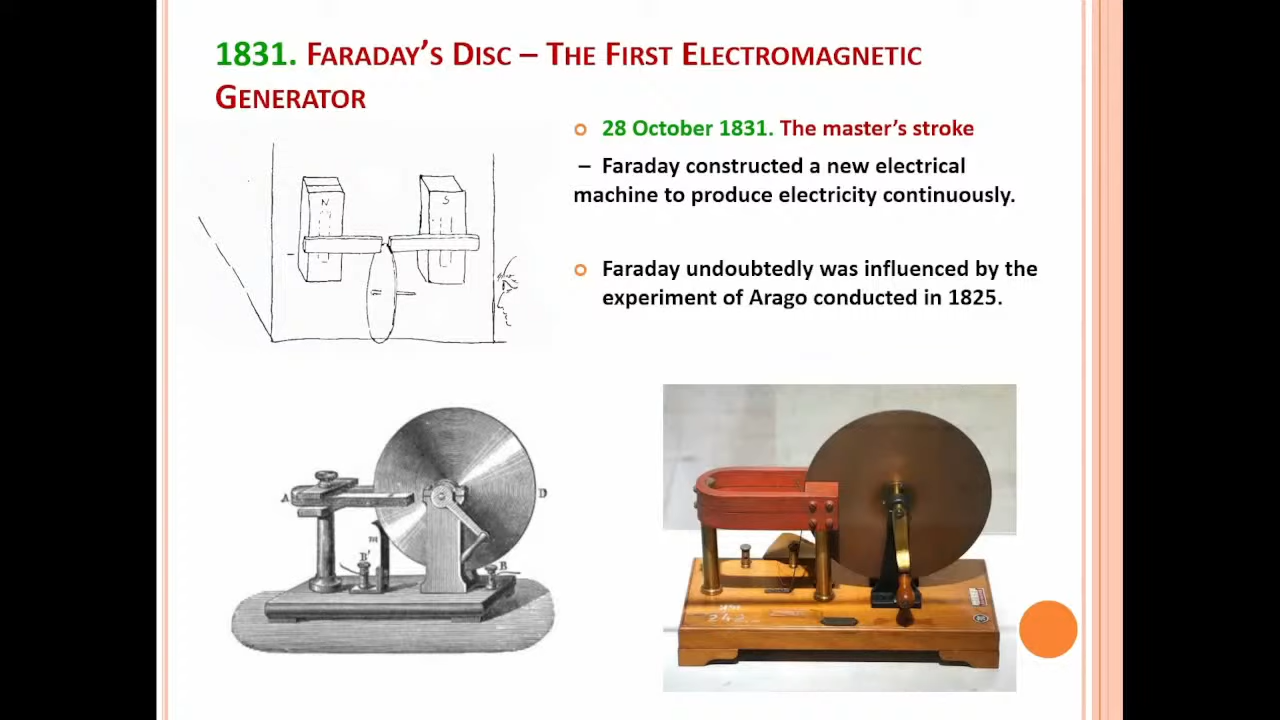 1831. FARADAY'S DISC – THE FIRST ELECTROMAGNETIC
GENERATOR
28 October 1831. The master's stroke
– Faraday constructed a new electrical
machine to produce electricity continuously.
Faraday undoubtedly was influenced by the
experiment of Arago conducted in 1825.
N
S
A
D
m
B'
B
242